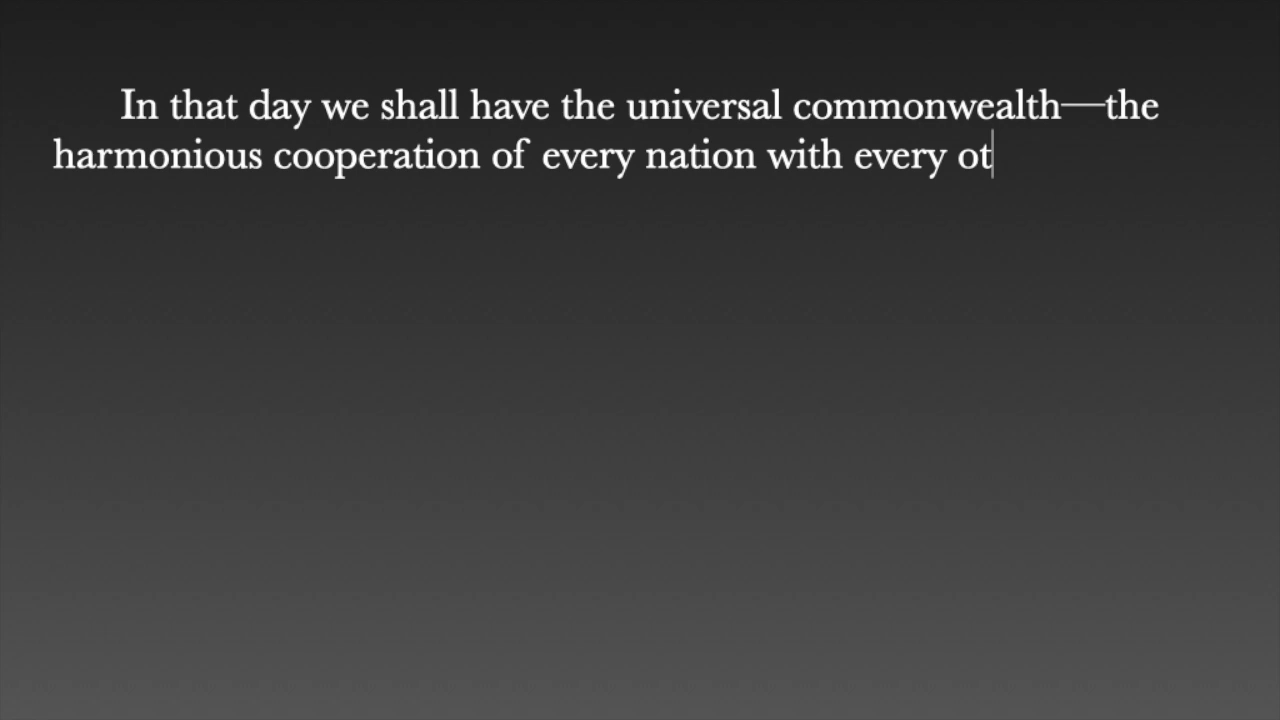 In that day we shall have the universal commonwealth—the
harmonious cooperation of every nation with every ot